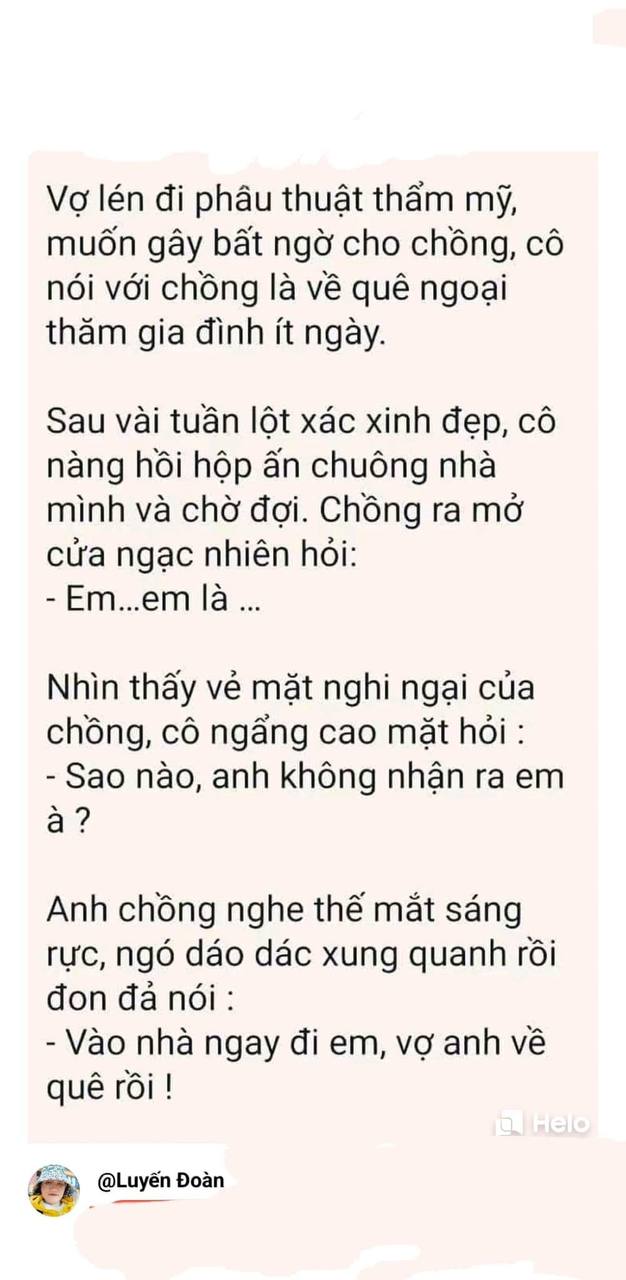 Vợ lén đi phẫu thuật thẩm mỹ,
muốn gây bất ngờ cho chồng, cô
nói với chồng là về quê ngoại
thăm gia đình ít ngày.
Sau vài tuần lột xác xinh đẹp, cô
nàng hồi hộp ấn chuông nhà
mình và chờ đợi. Chồng ra mở
cửa ngạc nhiên hỏi:
- Em...em là ...
Nhìn thấy vẻ mặt nghi ngại của
chồng, cô ngẩng cao mặt hỏi :
- Sao nào, anh không nhận ra em
à ?
Anh chồng nghe thế mắt sáng
rực, ngó dáo dác xung quanh rồi
đon đả nói :
- Vào nhà ngay đi em, vợ anh về
quê rồi !
Helo
@Luyến Đoàn